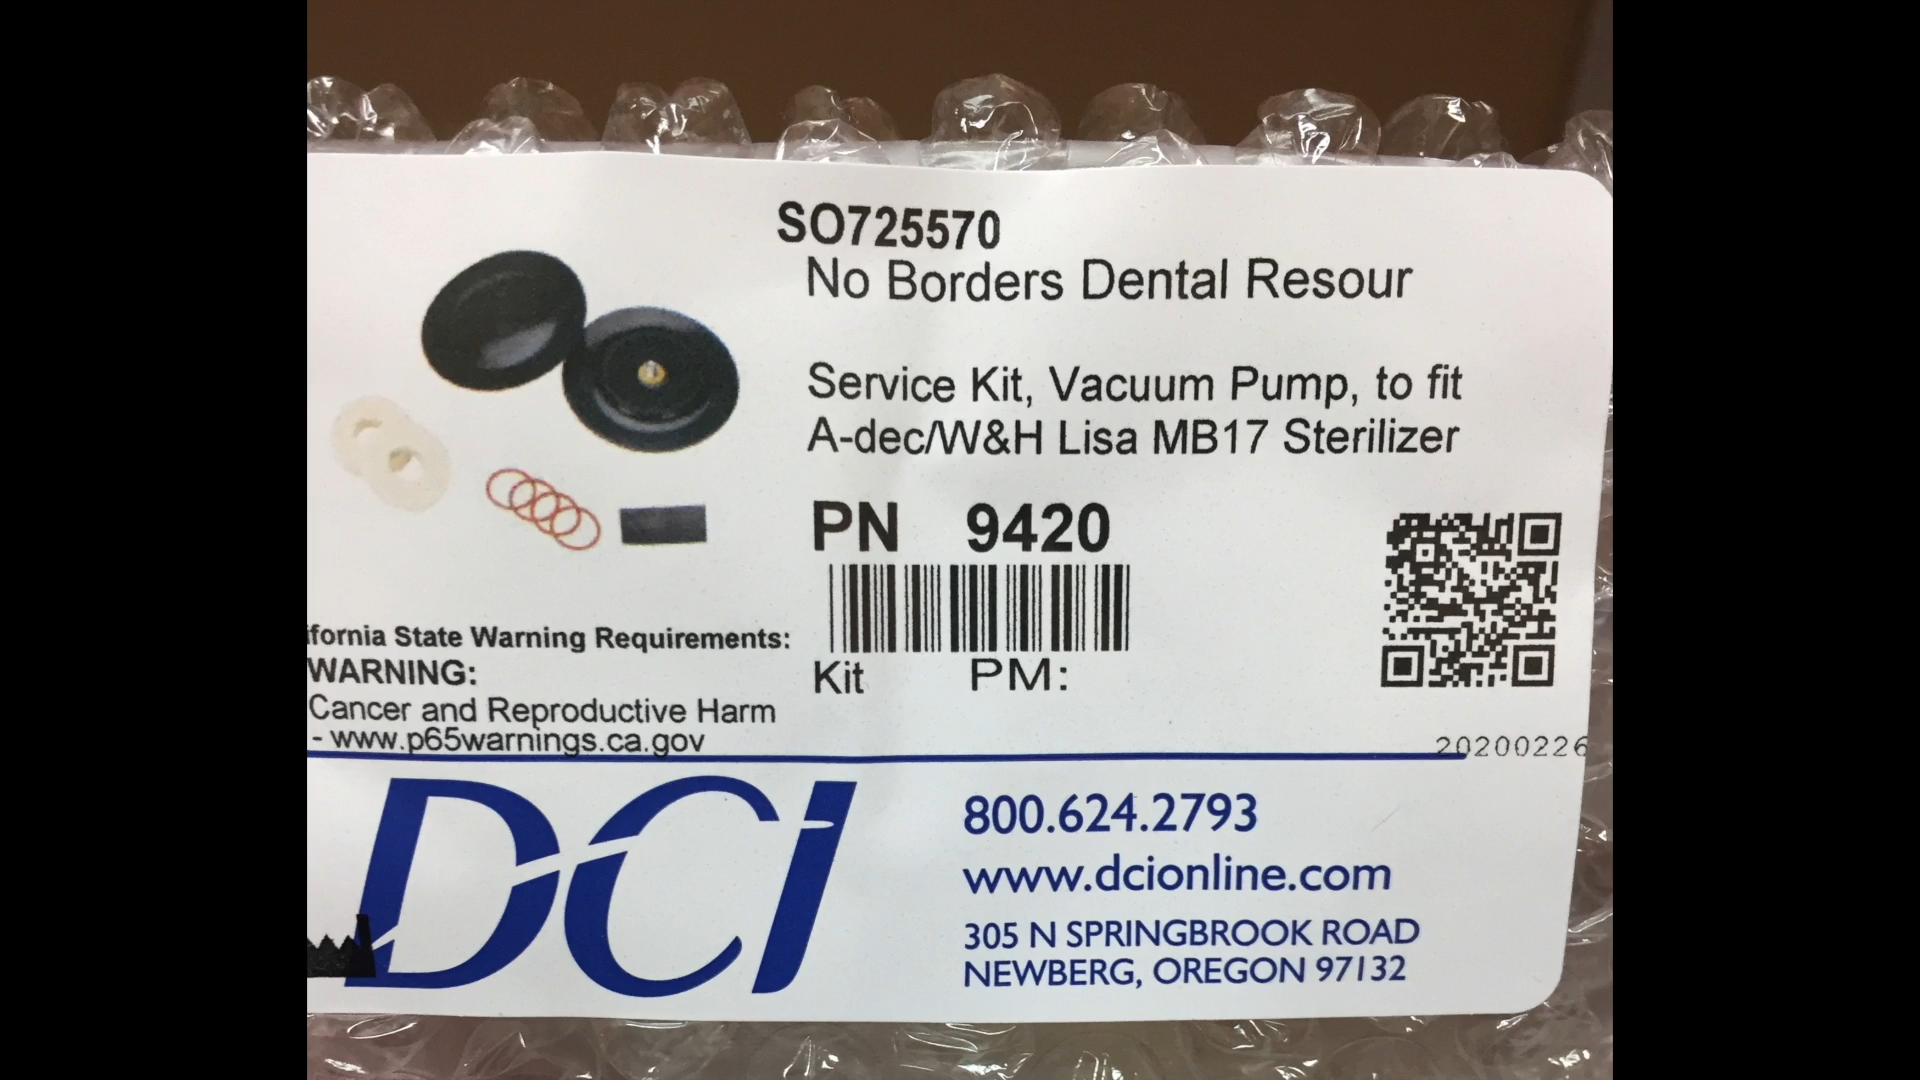 SO725570
No Borders Dental Resour
Service Kit, Vacuum Pump, to fit
A-dec/W&H Lisa MB17 Sterilizer
PN 9420
Kit PM:
ifornia State Warning Requirements:
WARNING:
Cancer and Reproductive Harm
- www.p65warnings.ca.gov
20200226
DCI
800.624.2793
www.dcionline.com
305 N SPRINGBROOK ROAD
NEWBERG, OREGON 97132